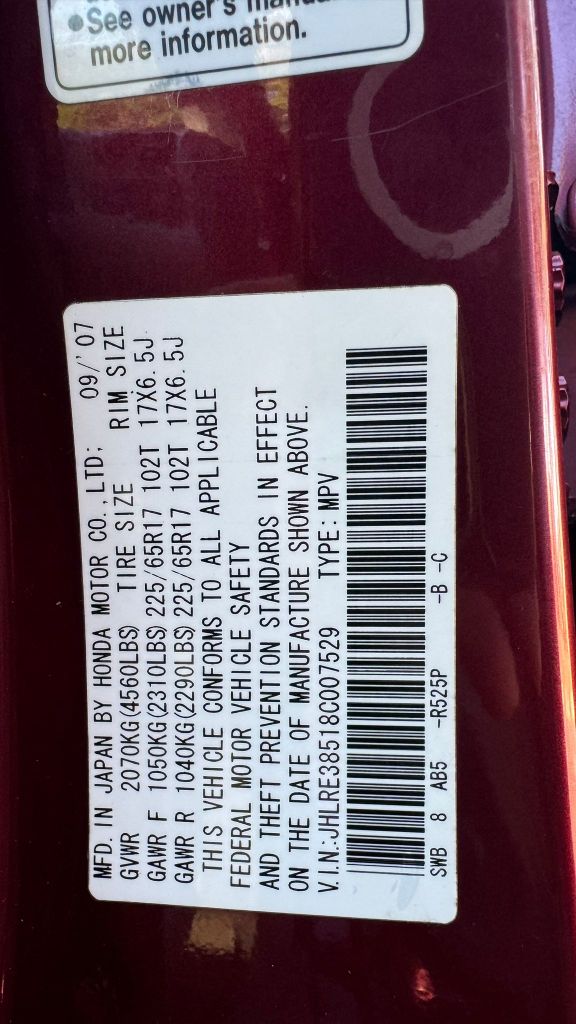 ●See owner's manual
more information.
MFD. IN JAPAN BY HONDA MOTOR CO.,LTD; 09/'07
GVWR 2070KG(4560LBS) TIRE SIZE RIM SIZE
GAWR F 1050KG(2310LBS) 225/65R17 102T 17X6.5J
GAWR R 1040KG(2290LBS) 225/65R17 102T 17X6.5J
THIS VEHICLE CONFORMS TO ALL APPLICABLE
FEDERAL MOTOR VEHICLE SAFETY
AND THEFT PREVENTION STANDARDS IN EFFECT
ON THE DATE OF MANUFACTURE SHOWN ABOVE.
V.I.N.:JHLRE38518C007529 TYPE: MPV
SWB 8 AB5 -R525P -B -C